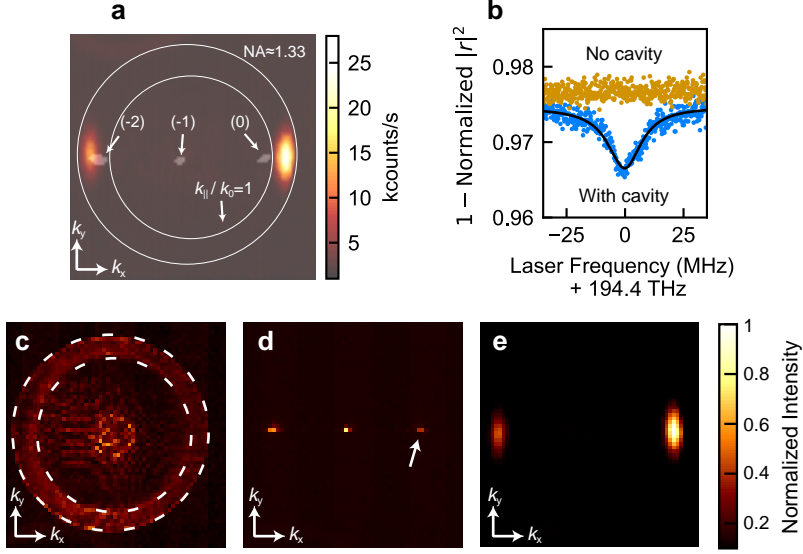 a
NA≈1.33
(-2)
(-1)
(0)
k|| / k0=1
ky
kx
25
20
15
10
5
kcounts/s
b
1 − Normalized |r|²
0.98
0.97
0.96
No cavity
With cavity
−25
0
25
Laser Frequency (MHz)
+ 194.4 THz
c
ky
kx
d
ky
kx
e
ky
kx
1
0.8
0.6
0.4
0.2
Normalized Intensity